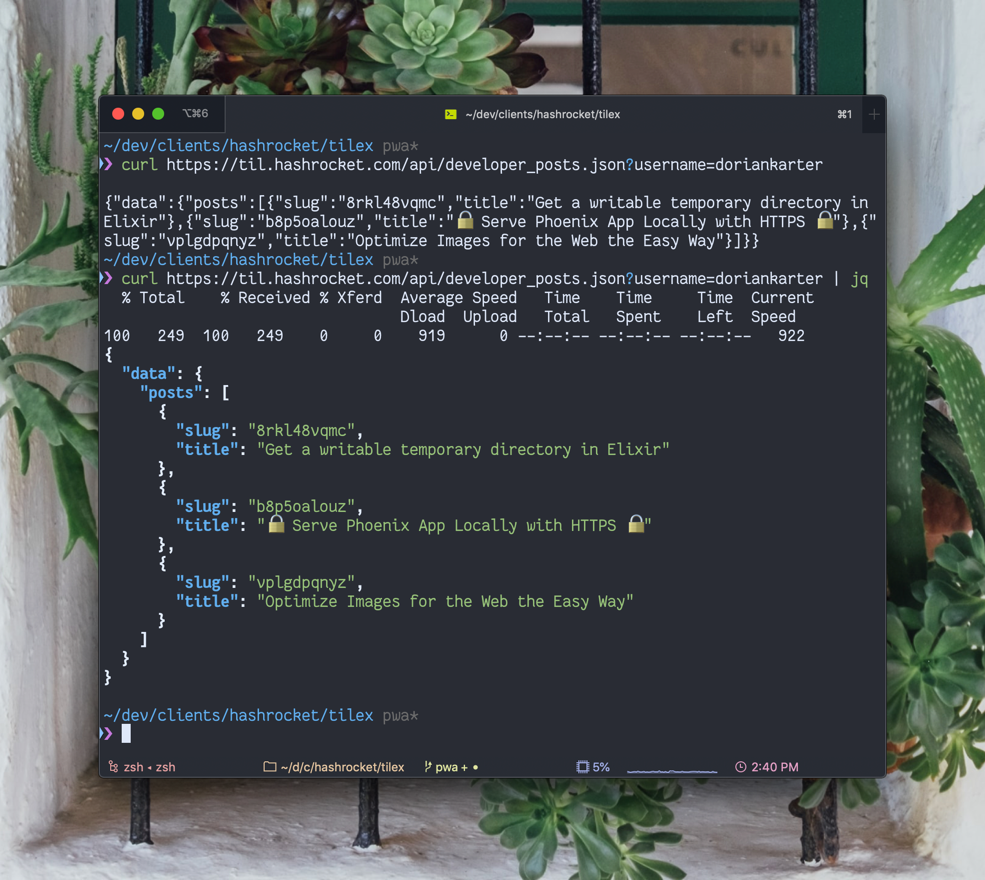 CUL
⌥⌘6
~/dev/clients/hashrocket/tilex
⌘1
+
~/dev/clients/hashrocket/tilex pwa*
❯ curl https://til.hashrocket.com/api/developer_posts.json?username=doriankarter
{"data":{"posts":[{"slug":"8rkl48vqmc","title":"Get a writable temporary directory in
Elixir"},{"slug":"b8p5oalouz","title":"🔒 Serve Phoenix App Locally with HTTPS 🔒"},{"
slug":"vplgdpqnyz","title":"Optimize Images for the Web the Easy Way"}]}}
~/dev/clients/hashrocket/tilex pwa*
❯ curl https://til.hashrocket.com/api/developer_posts.json?username=doriankarter | jq
  % Total    % Received % Xferd  Average Speed   Time    Time     Time  Current
                                 Dload  Upload   Total   Spent    Left  Speed
100   249  100   249    0     0    919      0 --:--:-- --:--:-- --:--:--   922
{
  "data": {
    "posts": [
      {
        "slug": "8rkl48vqmc",
        "title": "Get a writable temporary directory in Elixir"
      },
      {
        "slug": "b8p5oalouz",
        "title": "🔒 Serve Phoenix App Locally with HTTPS 🔒"
      },
      {
        "slug": "vplgdpqnyz",
        "title": "Optimize Images for the Web the Easy Way"
      }
    ]
  }
}
~/dev/clients/hashrocket/tilex pwa*
❯
zsh ◂ zsh ~/d/c/hashrocket/tilex pwa + • 5% 2:40 PM